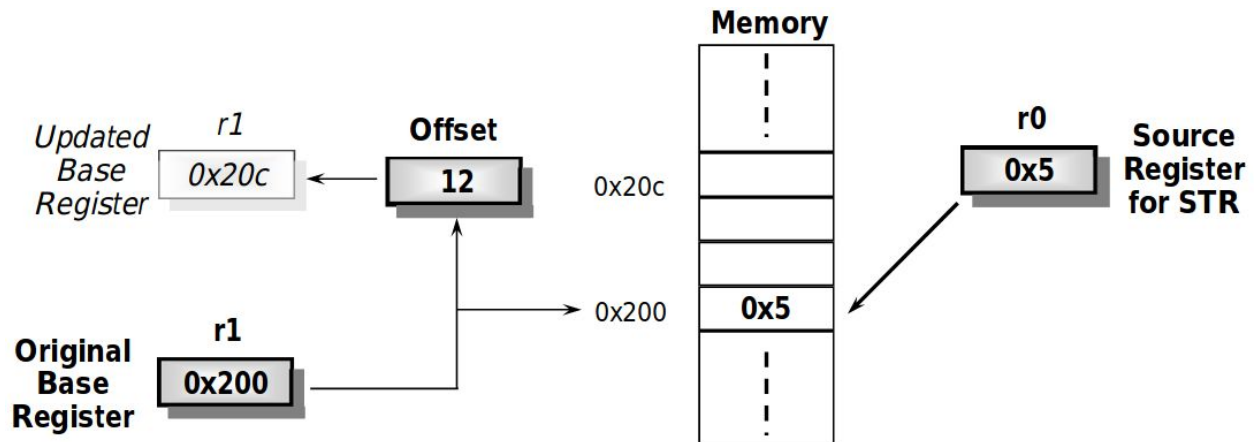 Memory
Updated
Base
Register
r1
0x20c
Offset
12
0x20c
r0
0x5
Source
Register
for STR
0x200
0x5
Original
Base
Register
r1
0x200